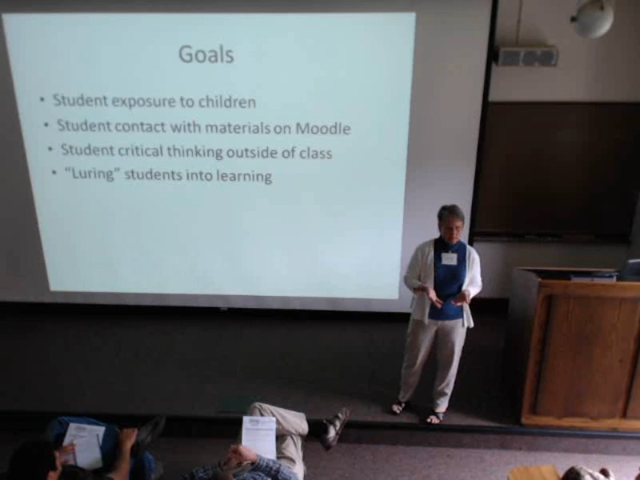 Goals
• Student exposure to children
• Student contact with materials on Moodle
• Student critical thinking outside of class
• “Luring” students into learning